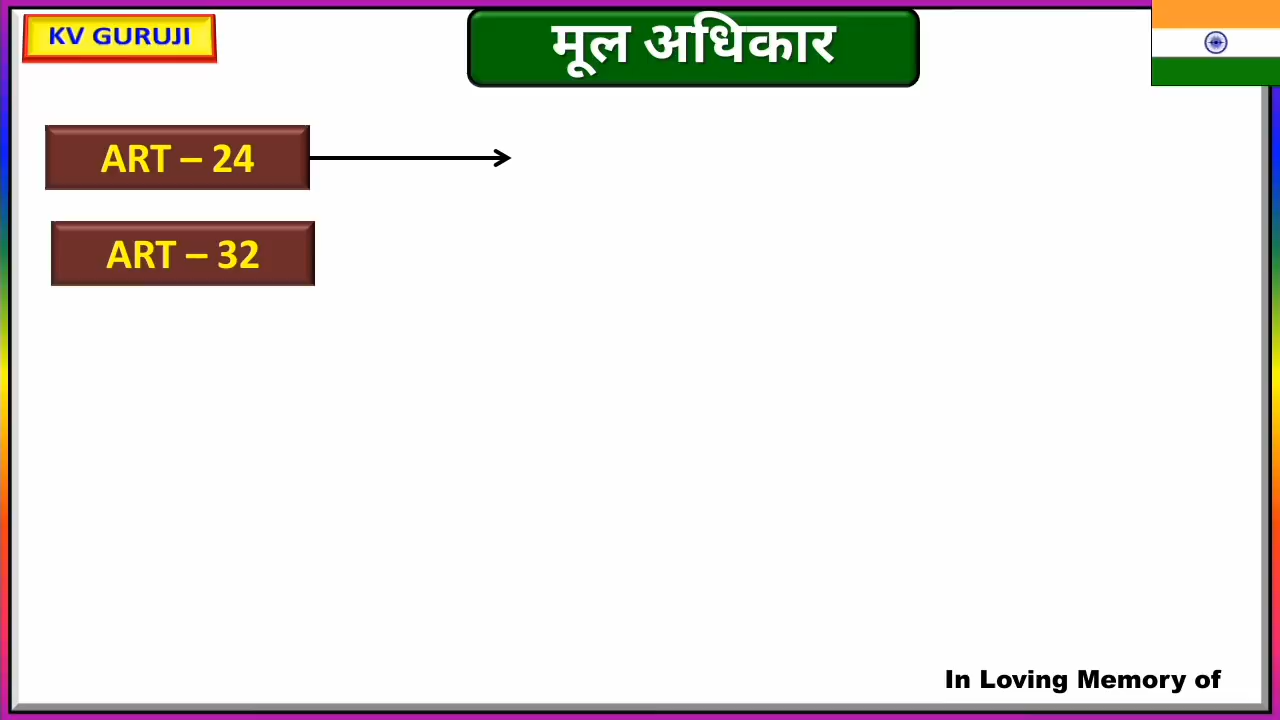 KV GURUJI
मूल अधिकार
ART – 24
ART – 32
In Loving Memory of